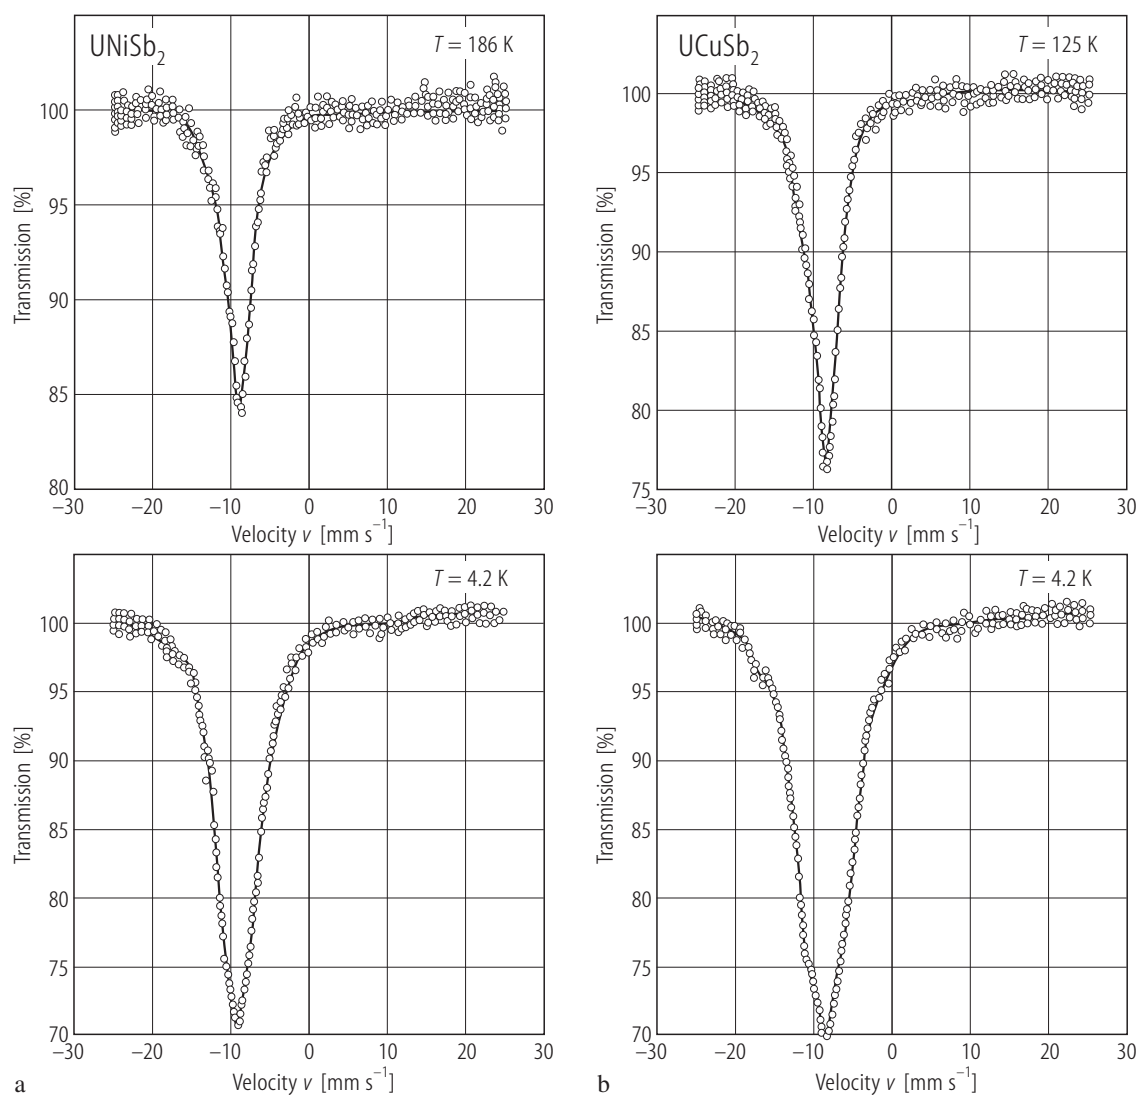 UNiSb₂
T = 186 K
100
95
90
85
80
Transmission [%]
−30 −20 −10 0 10 20 30
Velocity v [mm s⁻¹]
UCuSb₂
T = 125 K
100
95
90
85
80
75
Transmission [%]
−30 −20 −10 0 10 20 30
Velocity v [mm s⁻¹]
T = 4.2 K
100
95
90
85
80
75
70
Transmission [%]
−30 −20 −10 0 10 20 30
a
Velocity v [mm s⁻¹]
T = 4.2 K
100
95
90
85
80
75
70
Transmission [%]
−30 −20 −10 0 10 20 30
b
Velocity v [mm s⁻¹]